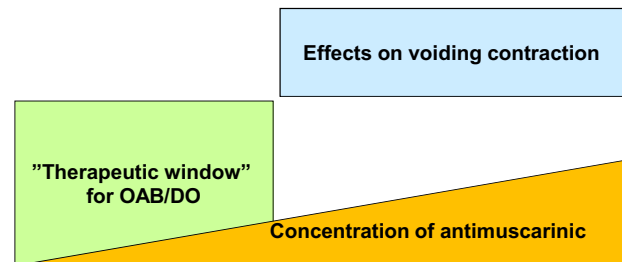 Effects on voiding contraction
”Therapeutic window”
for OAB/DO
Concentration of antimuscarinic